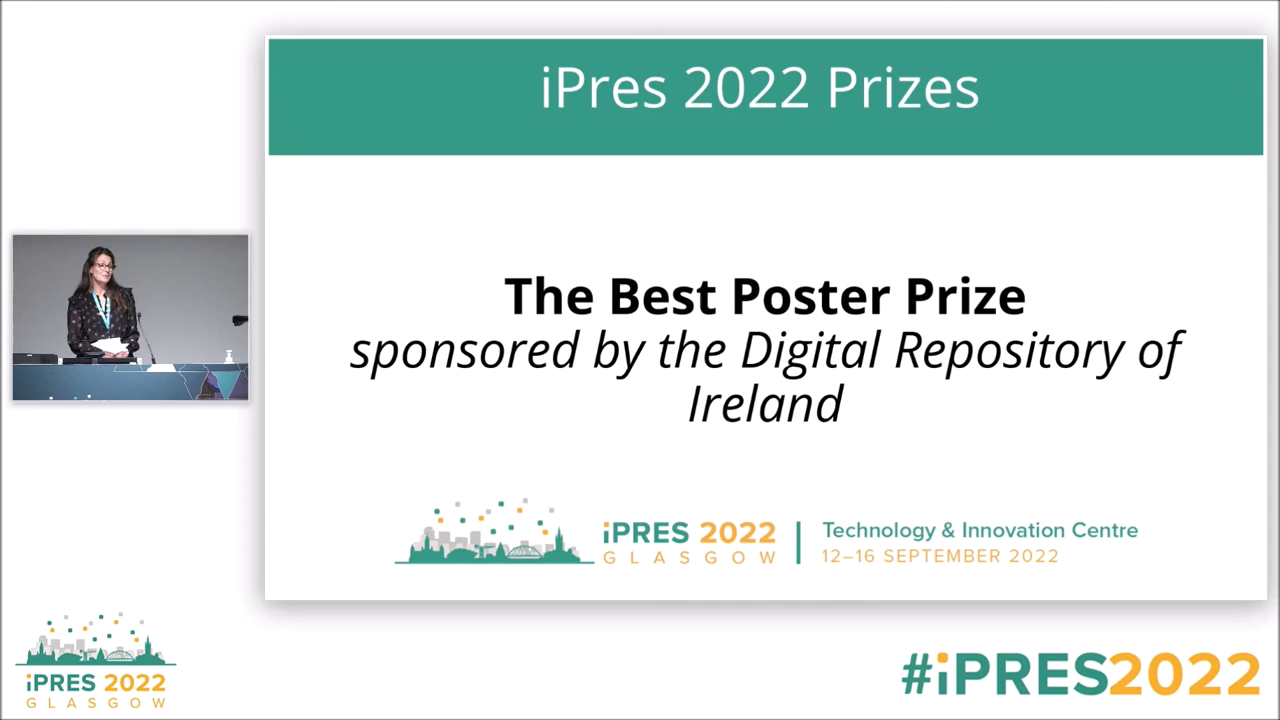 iPres 2022 Prizes
The Best Poster Prize
sponsored by the Digital Repository of
Ireland
iPRES 2022
GLASGOW
Technology & Innovation Centre
12–16 SEPTEMBER 2022
iPRES 2022
GLASGOW
#iPRES2022